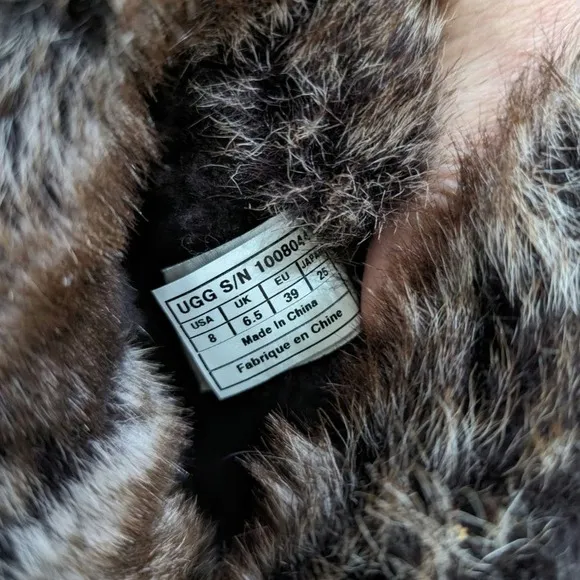 UGG S/N 100804
USA UK EU JAPAN
8 6.5 39 25
Made in China
Fabrique en Chine